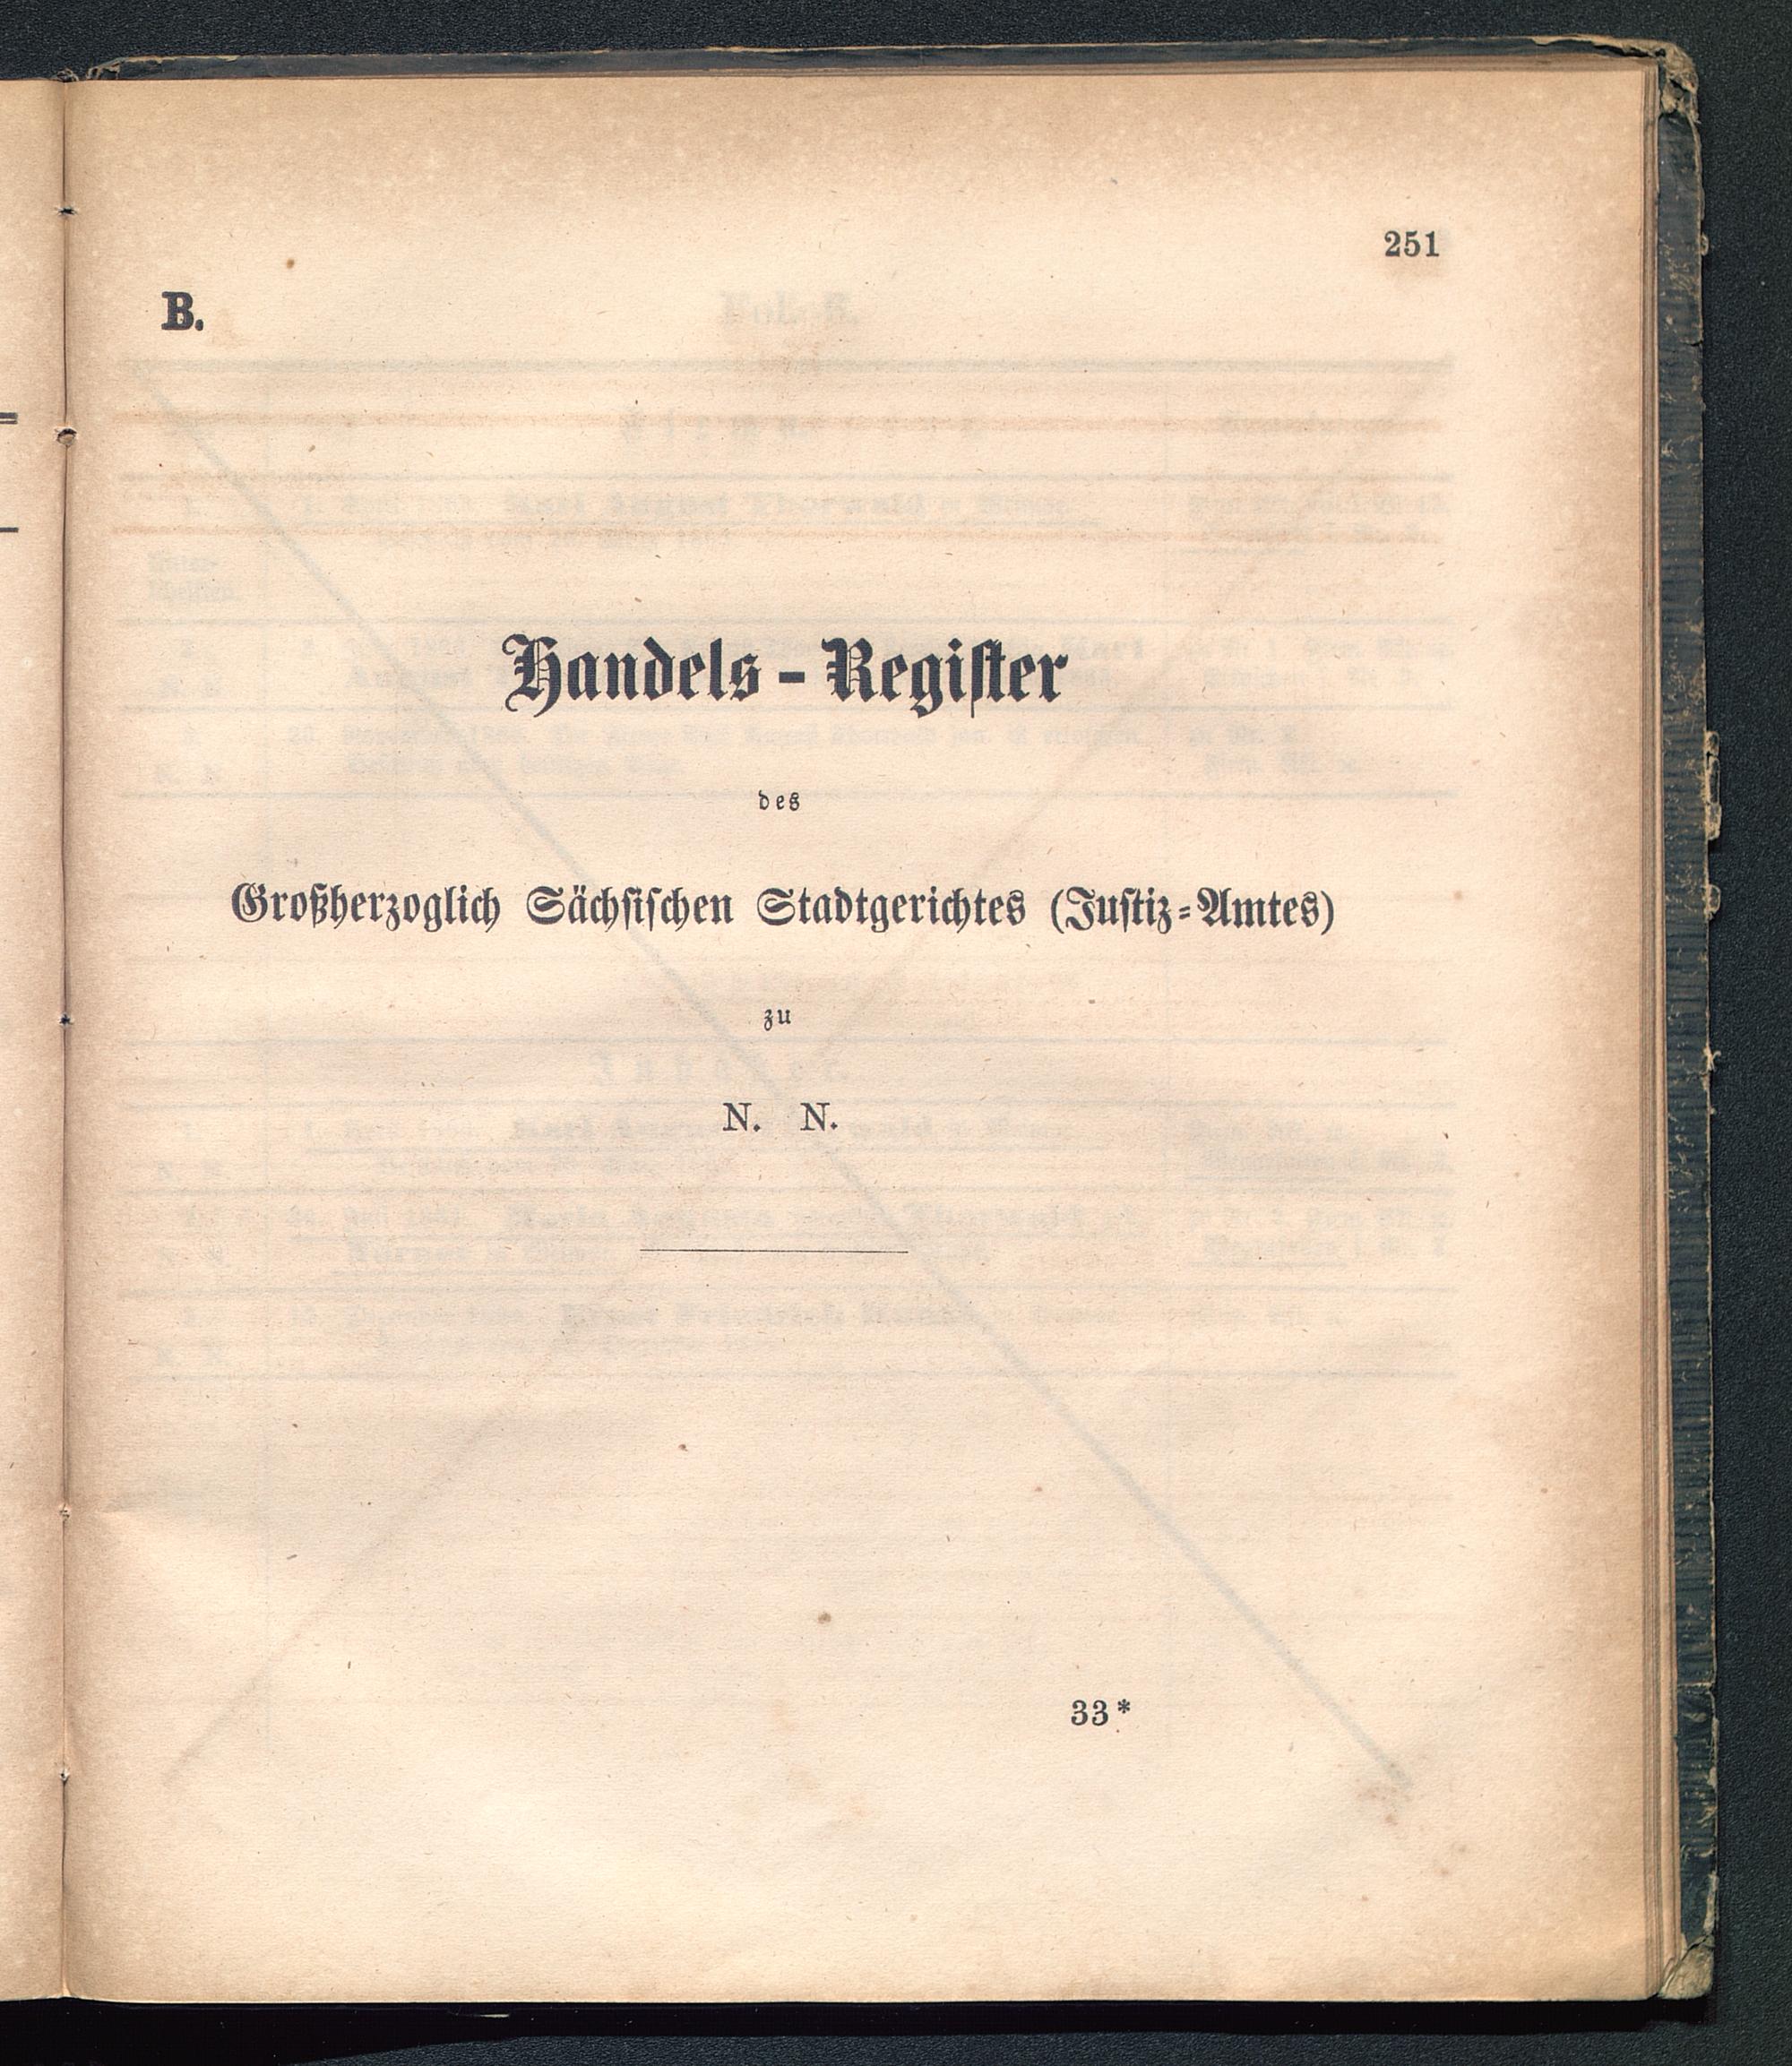 251
B.
Handels-Regiſter
des
Großherzoglich Sächſiſchen Stadtgerichtes (Juſtiz-Amtes)
zu
N. N.
33*